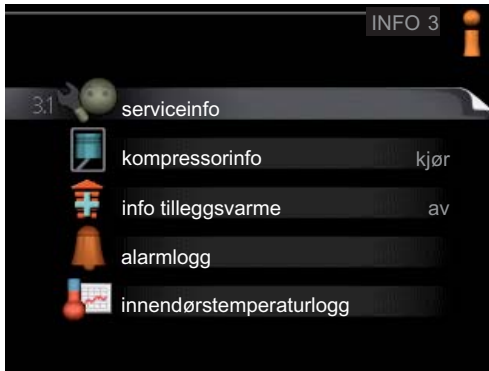 INFO 3
3.1 serviceinfo
kompressorinfo kjør
info tilleggsvarme av
alarmlogg
innendørstemperaturlogg